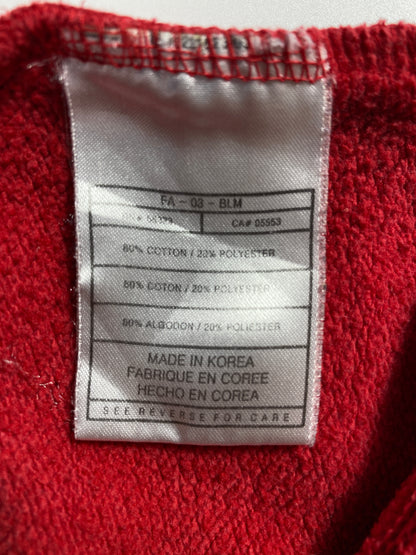 FA - 03 - BLM
CA# 05553
80% COTTON / 20% POLYESTER
80% COTON / 20% POLYESTER
80% ALGODON / 20% POLIESTER
MADE IN KOREA
FABRIQUE EN COREE
HECHO EN COREA
SEE REVERSE FOR CARE